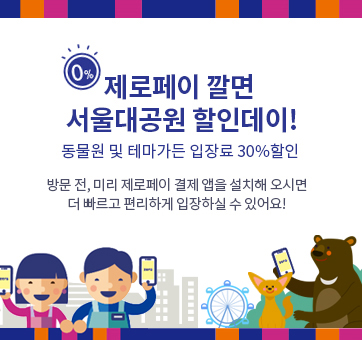 0%
제로페이 깔면
서울대공원 할인데이!
동물원 및 테마가든 입장료 30%할인
방문 전, 미리 제로페이 결제 앱을 설치해 오시면
더 빠르고 편리하게 입장하실 수 있어요!